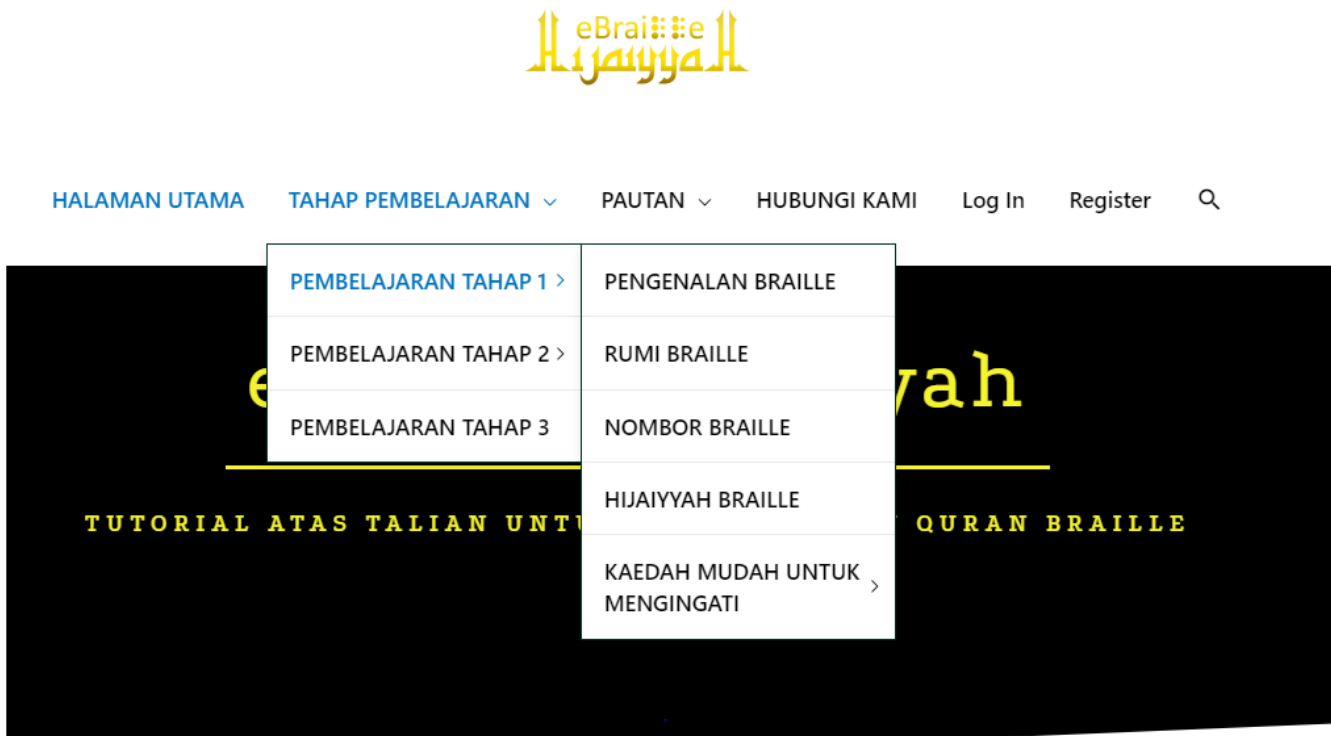 eBraille
HijaiyyaH
HALAMAN UTAMA TAHAP PEMBELAJARAN PAUTAN HUBUNGI KAMI Log In Register
PEMBELAJARAN TAHAP 1 PENGENALAN BRAILLE
PEMBELAJARAN TAHAP 2 RUMI BRAILLE
PEMBELAJARAN TAHAP 3 NOMBOR BRAILLE
HIJAIYYAH BRAILLE
KAEDAH MUDAH UNTUK
MENGINGATI
TUTORIAL ATAS TALIAN QURAN BRAILLE